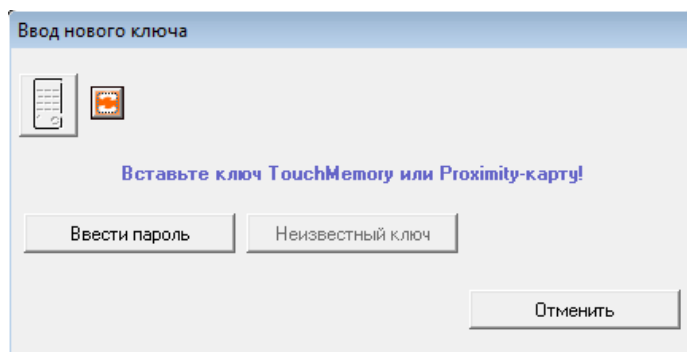 Ввод нового ключа
Вставьте ключ TouchMemory или Proximity-карту!
Ввести пароль
Неизвестный ключ
Отменить